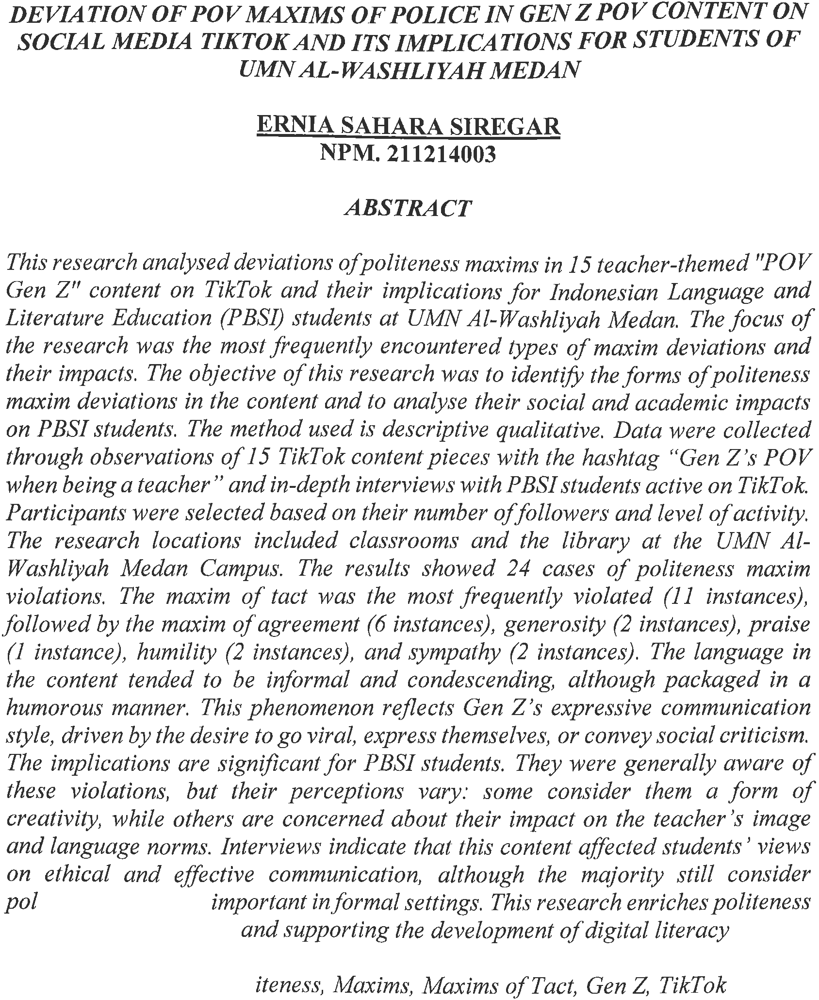 DEVIATION OF POV MAXIMS OF POLICE IN GEN Z POV CONTENT ON
SOCIAL MEDIA TIKTOK AND ITS IMPLICATIONS FOR STUDENTS OF
UMN AL-WASHLIYAH MEDAN
ERNIA SAHARA SIREGAR
NPM. 211214003
ABSTRACT
This research analysed deviations of politeness maxims in 15 teacher-themed "POV
Gen Z" content on TikTok and their implications for Indonesian Language and
Literature Education (PBSI) students at UMN Al-Washliyah Medan. The focus of
the research was the most frequently encountered types of maxim deviations and
their impacts. The objective of this research was to identify the forms of politeness
maxim deviations in the content and to analyse their social and academic impacts
on PBSI students. The method used is descriptive qualitative. Data were collected
through observations of 15 TikTok content pieces with the hashtag “Gen Z’s POV
when being a teacher” and in-depth interviews with PBSI students active on TikTok.
Participants were selected based on their number of followers and level of activity.
The research locations included classrooms and the library at the UMN Al-
Washliyah Medan Campus. The results showed 24 cases of politeness maxim
violations. The maxim of tact was the most frequently violated (11 instances),
followed by the maxim of agreement (6 instances), generosity (2 instances), praise
(1 instance), humility (2 instances), and sympathy (2 instances). The language in
the content tended to be informal and condescending, although packaged in a
humorous manner. This phenomenon reflects Gen Z’s expressive communication
style, driven by the desire to go viral, express themselves, or convey social criticism.
The implications are significant for PBSI students. They were generally aware of
these violations, but their perceptions vary: some consider them a form of
creativity, while others are concerned about their impact on the teacher’s image
and language norms. Interviews indicate that this content affected students’ views
on ethical and effective communication, although the majority still consider
pol important in formal settings. This research enriches politeness
and supporting the development of digital literacy
iteness, Maxims, Maxims of Tact, Gen Z, TikTok